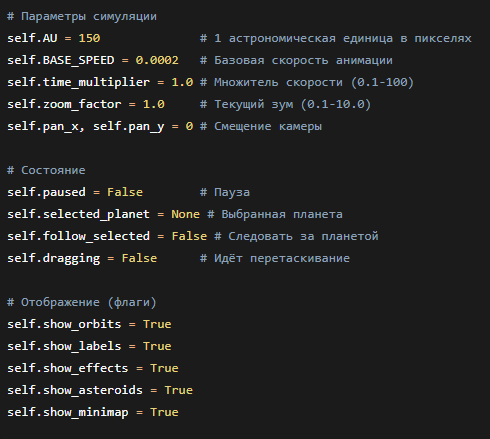 # Параметры симуляции
self.AU = 150 # 1 астрономическая единица в пикселях
self.BASE_SPEED = 0.0002 # Базовая скорость анимации
self.time_multiplier = 1.0 # Множитель скорости (0.1-100)
self.zoom_factor = 1.0 # Текущий зум (0.1-10.0)
self.pan_x, self.pan_y = 0 # Смещение камеры
# Состояние
self.paused = False # Пауза
self.selected_planet = None # Выбранная планета
self.follow_selected = False # Следовать за планетой
self.dragging = False # Идёт перетаскивание
# Отображение (флаги)
self.show_orbits = True
self.show_labels = True
self.show_effects = True
self.show_asteroids = True
self.show_minimap = True